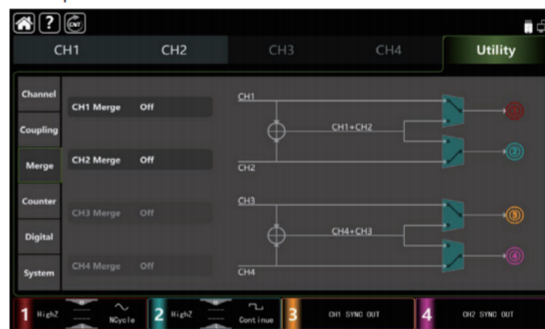 ? CNT
CH1 CH2 CH3 CH4 Utility
Channel
Coupling
Merge
Counter
Digital
System
CH1 Merge Off
CH2 Merge Off
CH3 Merge Off
CH4 Merge Off
CH1
CH1+CH2
CH2
CH3
CH4+CH3
CH4
1 HighZ NCycle 2 HighZ Continue 3 CH1 SYNC OUT 4 CH2 SYNC OUT